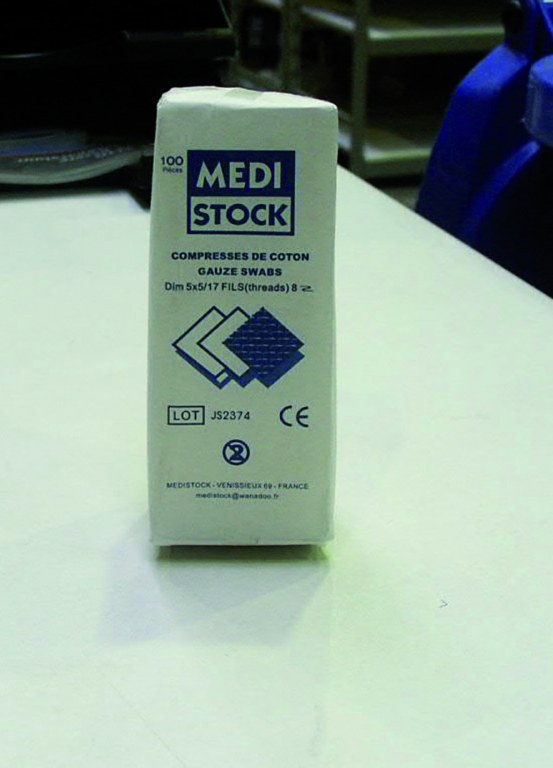 100
Pièces
MEDI
STOCK
COMPRESSES DE COTON
GAUZE SWABS
Dim 5x5/17 FILS(threads) 8
LOT JS2374 CE
2
MEDISTOCK - VENISSIEUX 69 - FRANCE
medistock@wanadoo.fr